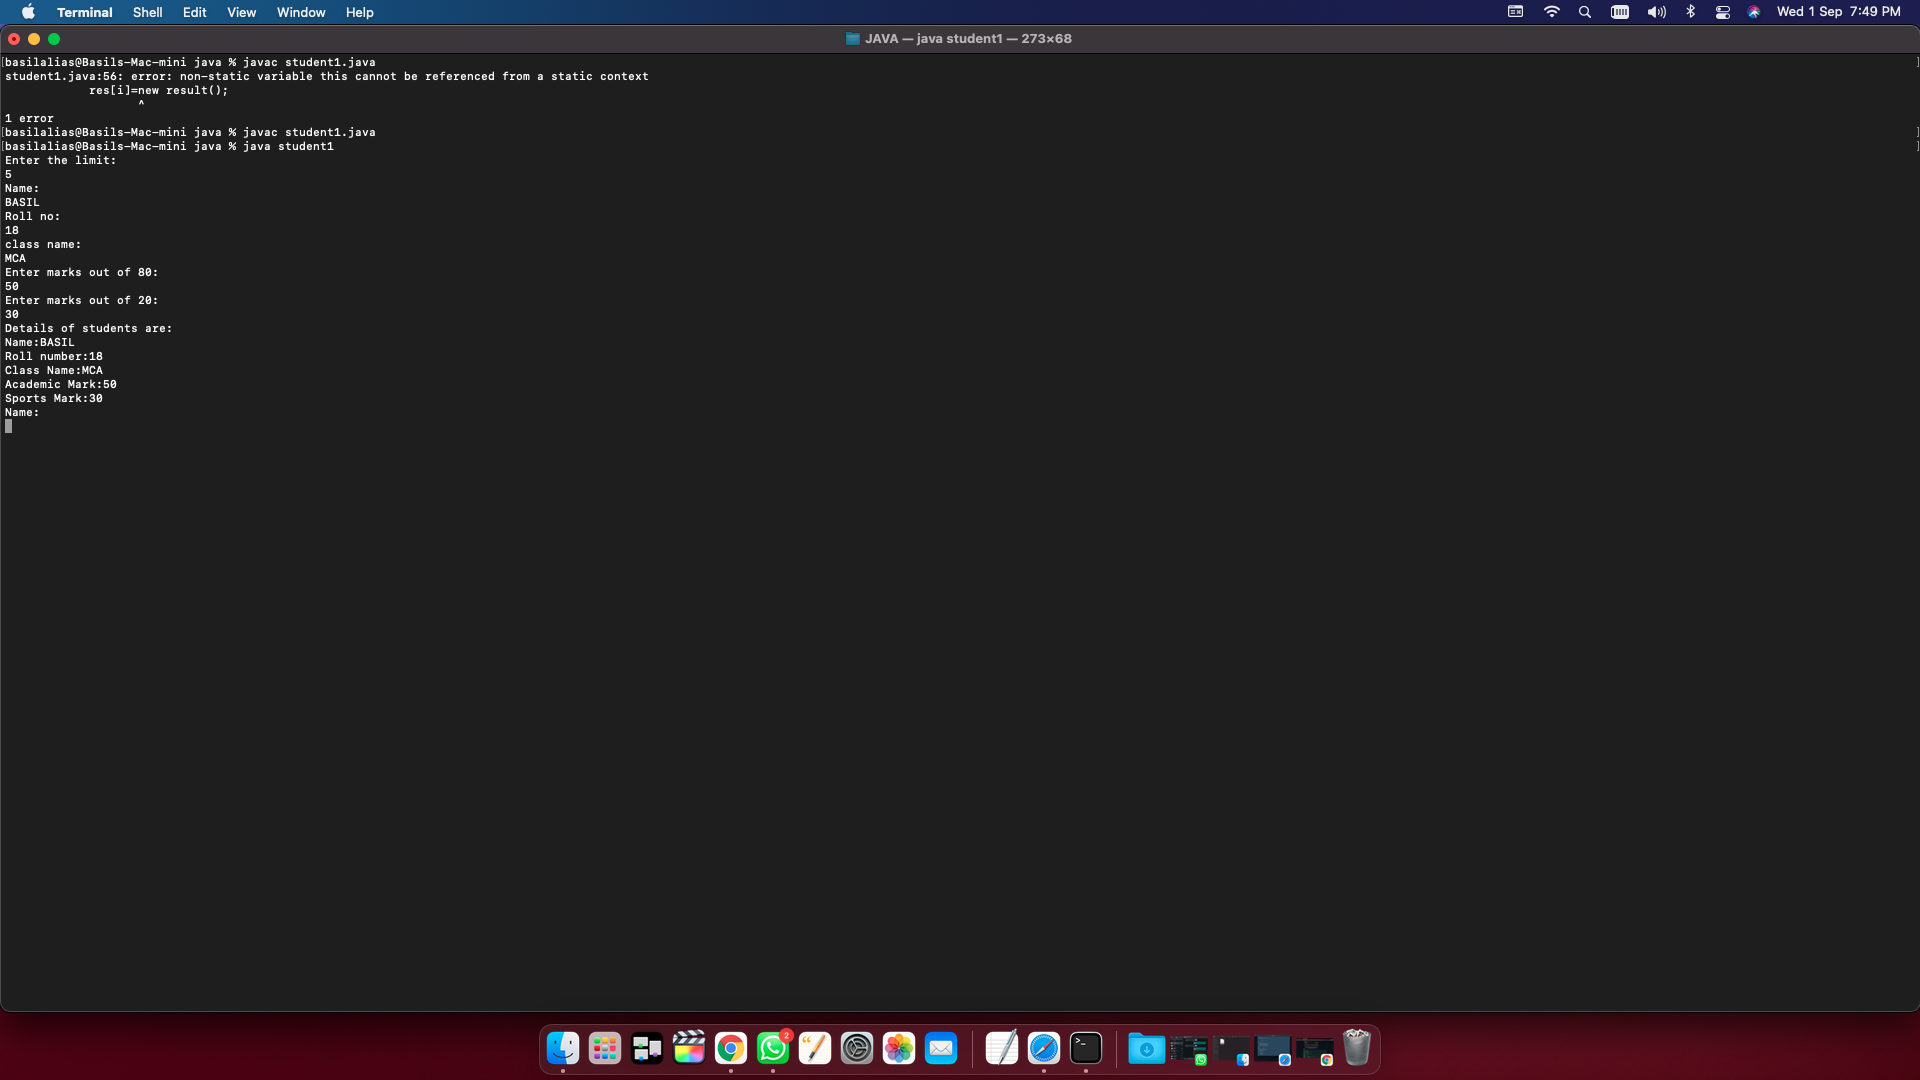 Terminal Shell Edit View Window Help Wed 1 Sep 7:49 PM
JAVA — java student1 — 273×68
[basilalias@Basils-Mac-mini java % javac student1.java ]
student1.java:56: error: non-static variable this cannot be referenced from a static context
res[i]=new result();
^
1 error
[basilalias@Basils-Mac-mini java % javac student1.java ]
[basilalias@Basils-Mac-mini java % java student1 ]
Enter the limit:
5
Name:
BASIL
Roll no:
18
class name:
MCA
Enter marks out of 80:
50
Enter marks out of 20:
30
Details of students are:
Name:BASIL
Roll number:18
Class Name:MCA
Academic Mark:50
Sports Mark:30
Name:
2